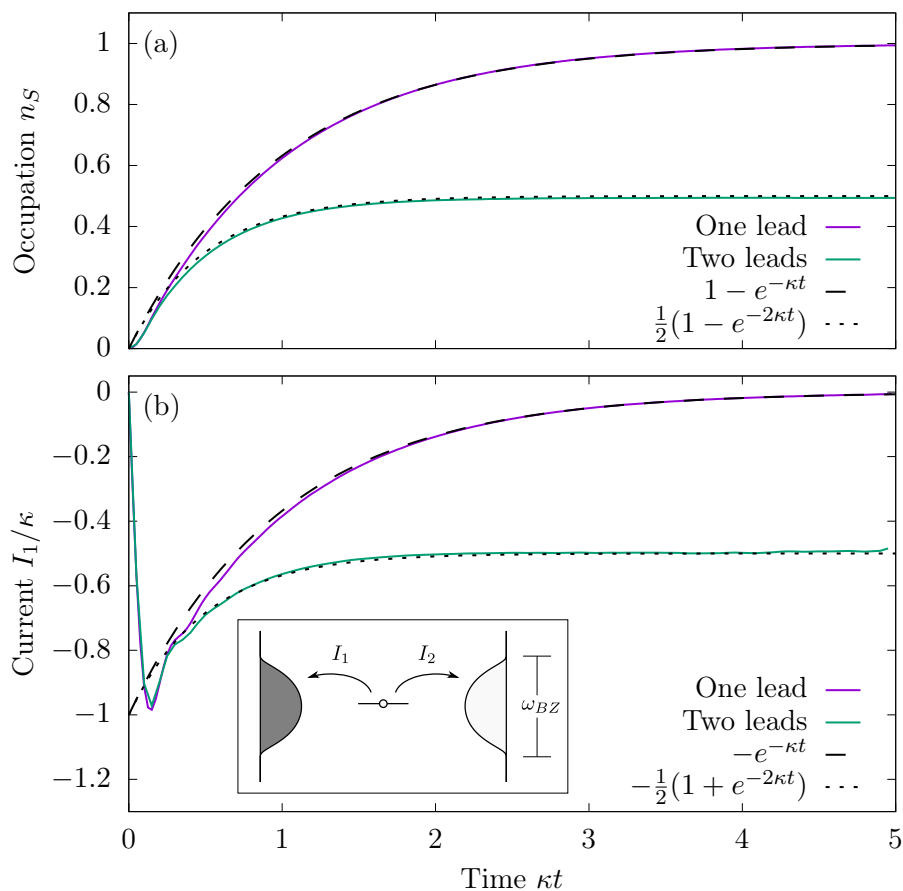 (a)
Occupation n_S
1
0.8
0.6
0.4
0.2
0
One lead
Two leads
1 − e^{−κt}
½(1 − e^{−2κt})
(b)
Current I_1/κ
0
−0.2
−0.4
−0.6
−0.8
−1
−1.2
I_1 I_2
ω_{BZ}
One lead
Two leads
−e^{−κt}
−½(1 + e^{−2κt})
0 1 2 3 4 5
Time κt